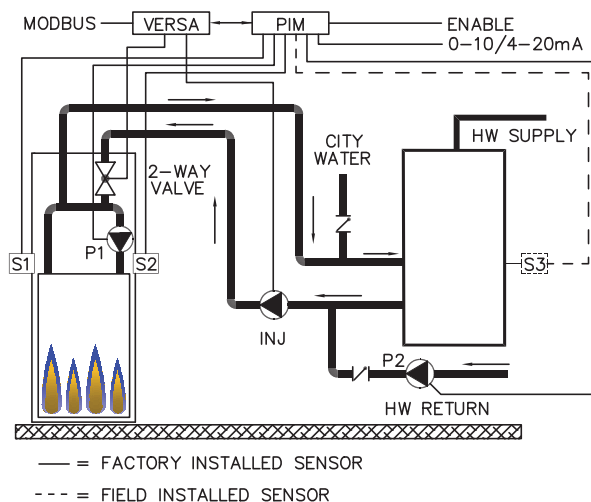 MODBUS
VERSA
PIM
ENABLE
0-10/4-20mA
HW SUPPLY
CITY
WATER
2-WAY
VALVE
P1
S1
S2
S3
INJ
P2
HW RETURN
= FACTORY INSTALLED SENSOR
= FIELD INSTALLED SENSOR